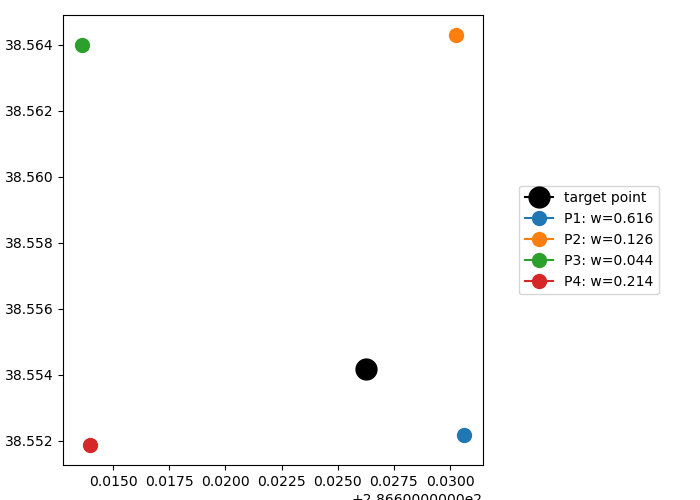 38.564
38.562
38.560
38.558
38.556
38.554
38.552
0.0150 0.0175 0.0200 0.0225 0.0250 0.0275 0.0300
+2.8660000000e2
target point
P1: w=0.616
P2: w=0.126
P3: w=0.044
P4: w=0.214